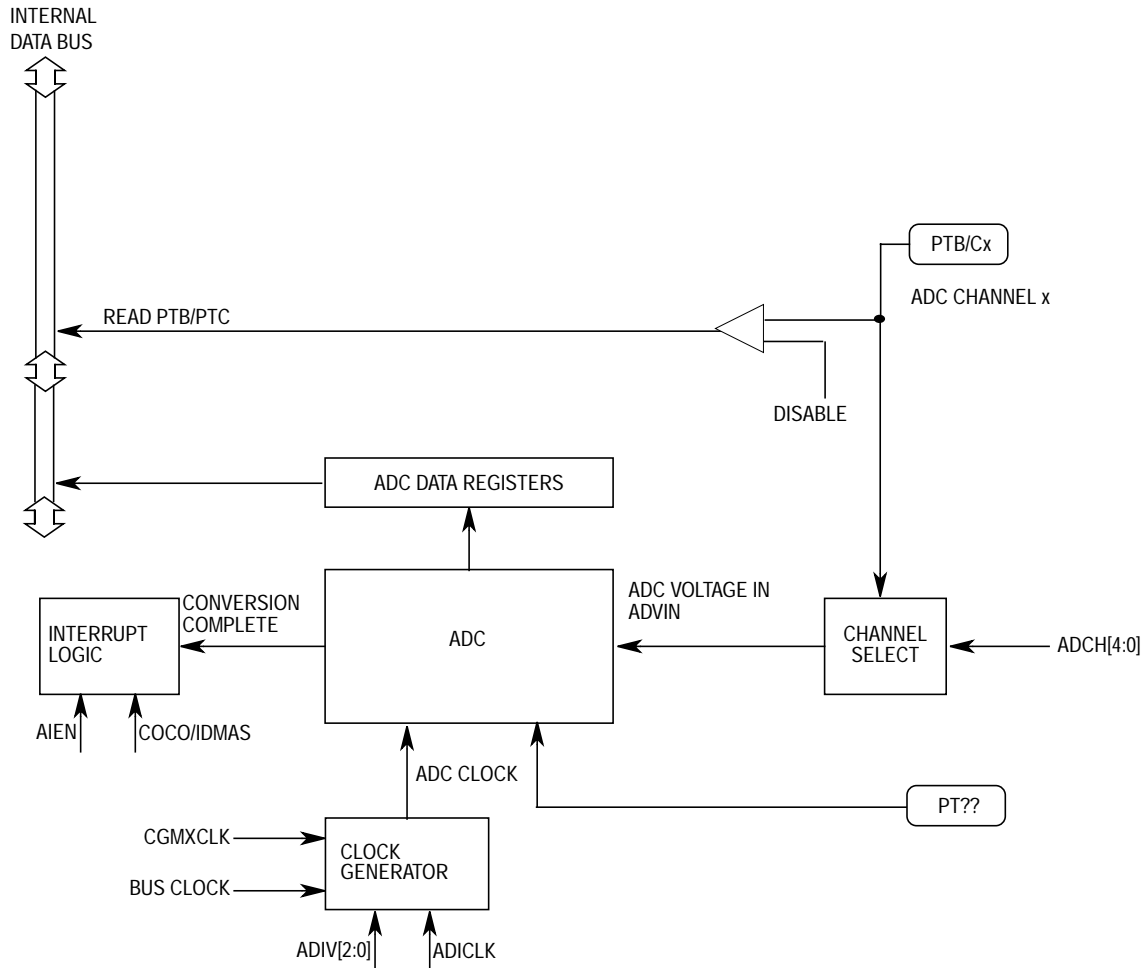 INTERNAL
DATA BUS
PTB/Cx
ADC CHANNEL x
READ PTB/PTC
DISABLE
ADC DATA REGISTERS
INTERRUPT
LOGIC
CONVERSION
COMPLETE
ADC
ADC VOLTAGE IN
ADVIN
CHANNEL
SELECT
ADCH[4:0]
AIEN
COCO/IDMAS
ADC CLOCK
PT??
CGMXCLK
BUS CLOCK
CLOCK
GENERATOR
ADIV[2:0]
ADICLK